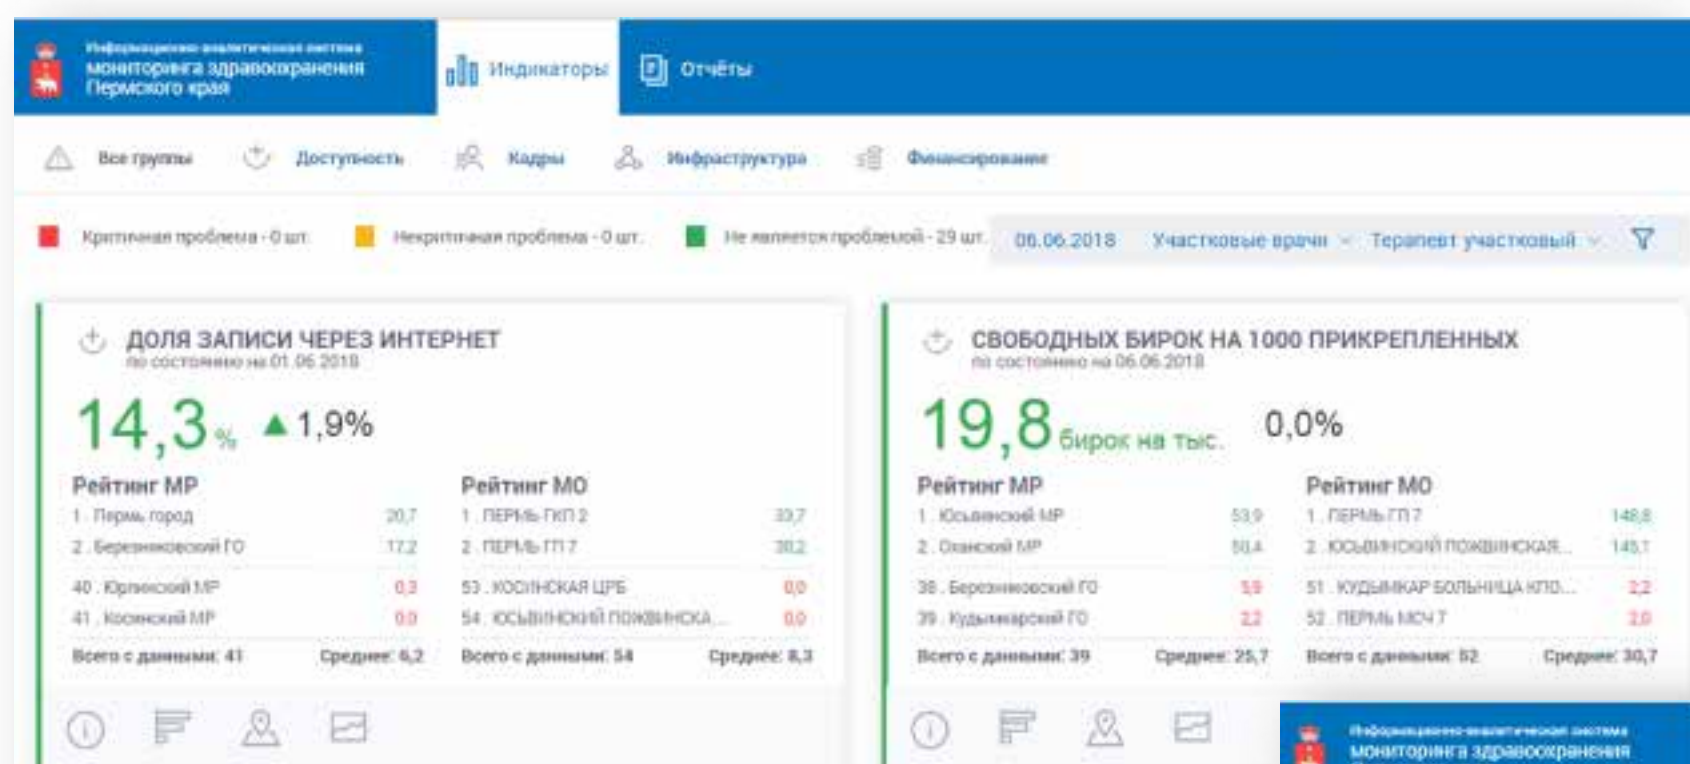 Информационно-аналитическая система
мониторинга здравоохранения
Пермского края
Индикаторы
Отчёты
Все группы
Доступность
Кадры
Инфраструктура
Финансирование
Критичная проблема - 0 шт.
Некритичная проблема - 0 шт.
Не является проблемой - 29 шт.
06.06.2018
Участковые врачи
Терапевт участковый
ДОЛЯ ЗАПИСИ ЧЕРЕЗ ИНТЕРНЕТ
по состоянию на 01.06.2018
14,3 % ▲ 1,9%
Рейтинг МР
1 . Пермь город 20,7
2 . Березниковский ГО 17,2
40 . Юрлинский МР 0,3
41 . Косинский МР 0,0
Всего с данными: 41 Среднее: 6,2
Рейтинг МО
1 . ПЕРМЬ ГКП 2 33,7
2 . ПЕРМЬ ГП 7 30,2
53 . КОСИНСКАЯ ЦРБ 0,0
54 . ЮСЬВИНСКИЙ ПОЖВИНСКА... 0,0
Всего с данными: 54 Среднее: 8,3
СВОБОДНЫХ БИРОК НА 1000 ПРИКРЕПЛЕННЫХ
по состоянию на 06.06.2018
19,8 бирок на тыс. 0,0%
Рейтинг МР
1 . Юсьвинский МР 53,9
2 . Оханский МР 50,4
38 . Березниковский ГО 5,9
39 . Кудымкарский ГО 2,2
Всего с данными: 39 Среднее: 25,7
Рейтинг МО
1 . ПЕРМЬ ГП 7 148,8
2 . ЮСЬВИНСКИЙ ПОЖВИНСКАЯ... 145,1
51 . КУДЫМКАР БОЛЬНИЦА КПО... 2,2
52 . ПЕРМЬ МСЧ 7 2,0
Всего с данными: 52 Среднее: 30,7
Информационно-аналитическая система
мониторинга здравоохранения